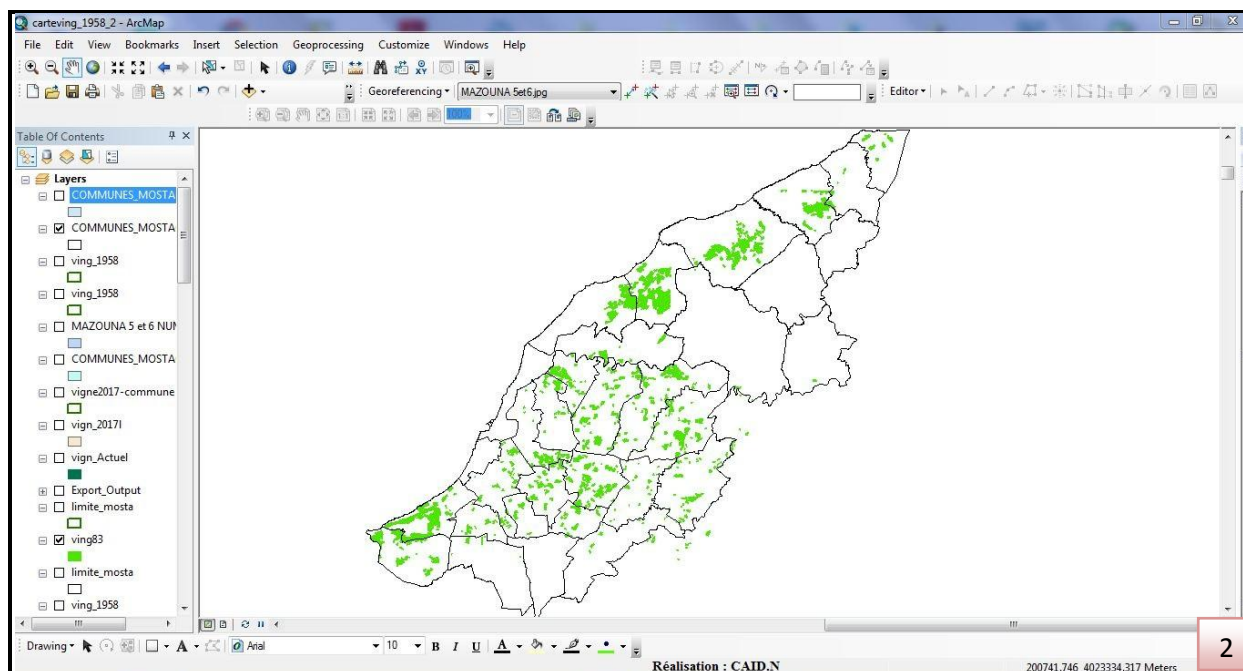 carteving_1958_2 - ArcMap
File Edit View Bookmarks Insert Selection Geoprocessing Customize Windows Help
Georeferencing MAZOUNA 5et6.jpg Editor
100%
Table Of Contents
Layers
COMMUNES_MOSTA
COMMUNES_MOSTA
ving_1958
ving_1958
MAZOUNA 5 et 6 NUM
COMMUNES_MOSTA
vigne2017-commune
vign_2017I
vign_Actuel
Export_Output
limite_mosta
ving83
limite_mosta
ving_1958
Drawing A Arial 10 B I U A
Réalisation : CAID.N
200741,746 4023334,317 Meters
2